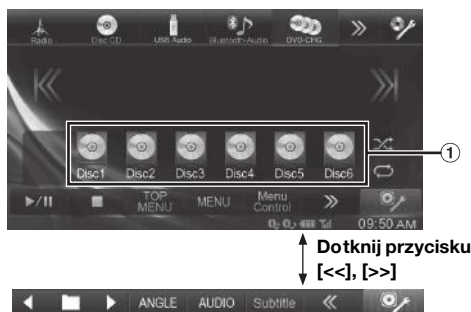 Radio Disc CD USB Audio Bluetooth-Audio DVD-CHG
1
Disc1 Disc2 Disc3 Disc4 Disc5 Disc6
TOP MENU MENU Menu Control
09:50 AM
Dotknij przycisku
[<<], [>>]
ANGLE AUDIO Subtitle